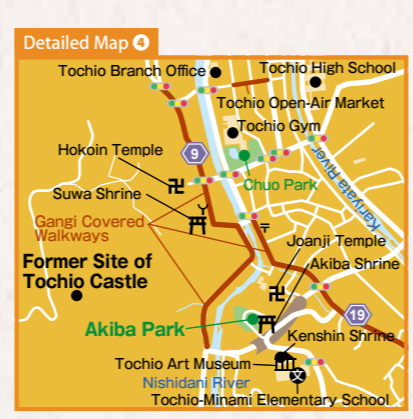 Detailed Map 4
Tochio Branch Office
Tochio High School
Tochio Open-Air Market
Tochio Gym
9
Hokoin Temple
Kariyata River
Chuo Park
Suwa Shrine
Gangi Covered
Walkways
〒
Joanji Temple
Former Site of
Tochio Castle
Akiba Shrine
19
Akiba Park
Kenshin Shrine
Tochio Art Museum
文
Nishidani River
Tochio-Minami Elementary School